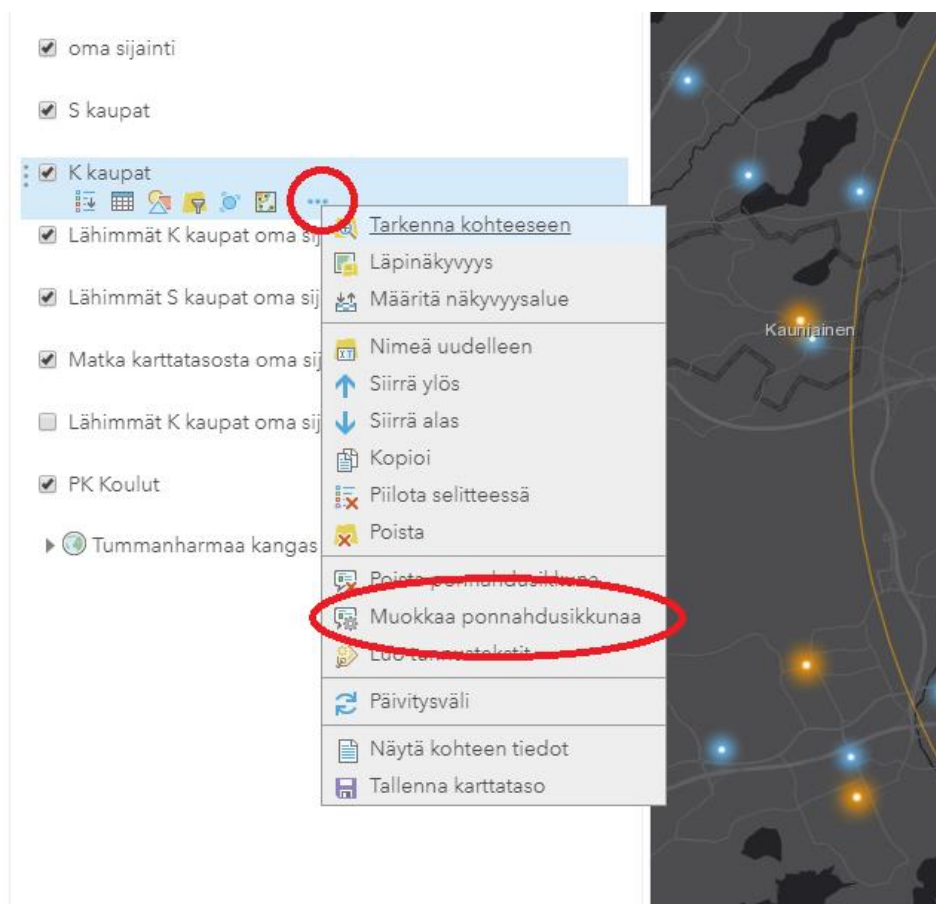 oma sijainti
S kaupat
K kaupat
Lähimmät K kaupat oma sij
Lähimmät S kaupat oma sij
Matka karttatasosta oma sij
Lähimmät K kaupat oma sij
PK Koulut
Tummanharmaa kangas
Tarkenna kohteeseen
Läpinäkyvyys
Määritä näkyvyysalue
Nimeä uudelleen
Siirrä ylös
Siirrä alas
Kopioi
Piilota selitteessä
Poista
Poista ponnahdusikkuna
Muokkaa ponnahdusikkunaa
Luo tunnustekstit
Päivitysväli
Näytä kohteen tiedot
Tallenna karttataso
Kauniainen